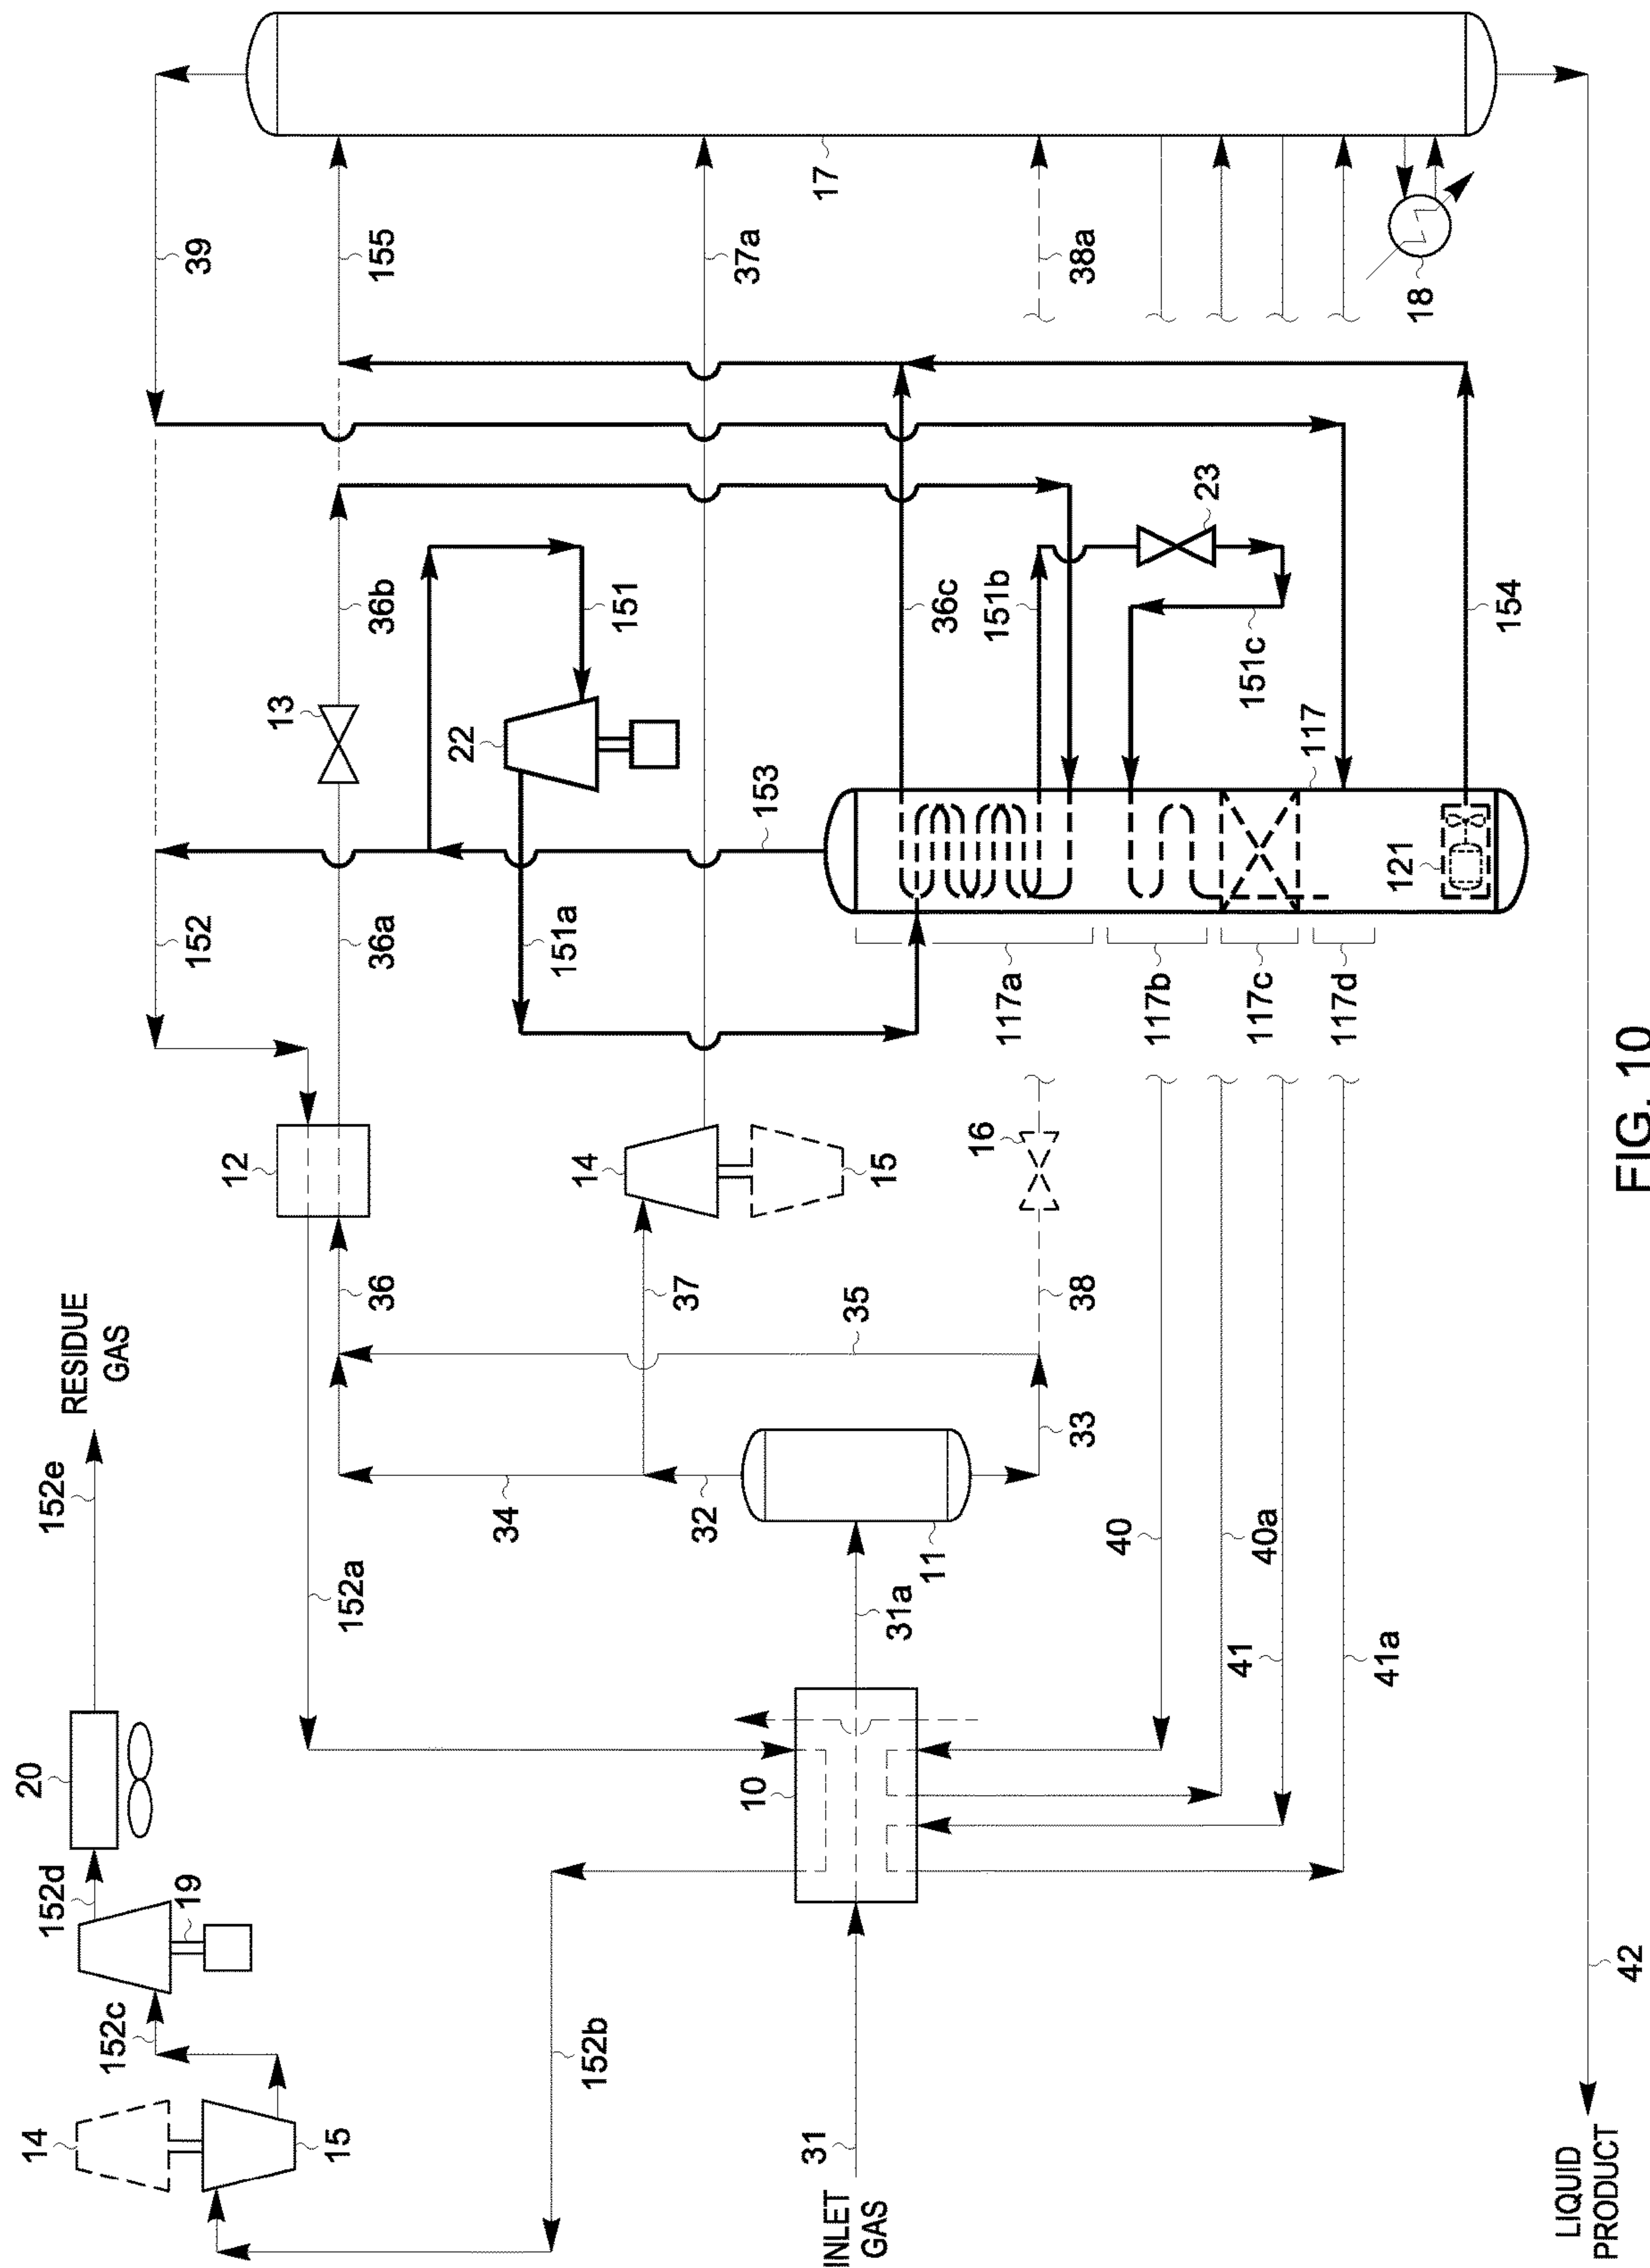 14
20
152d
152e
RESIDUE
GAS
152c
19
152
39
12
13
15
152a
36
36a
36b
155
22
34
151a
14
152b
151
37
32
10
37a
153
31
17
INLET
GAS
35
15
31a
11
36c
16
151b
117a
33
38
38a
40
117b
23
41
151c
117c
40a
117
117d
41a
121
18
154
LIQUID
PRODUCT
42
FIG. 10